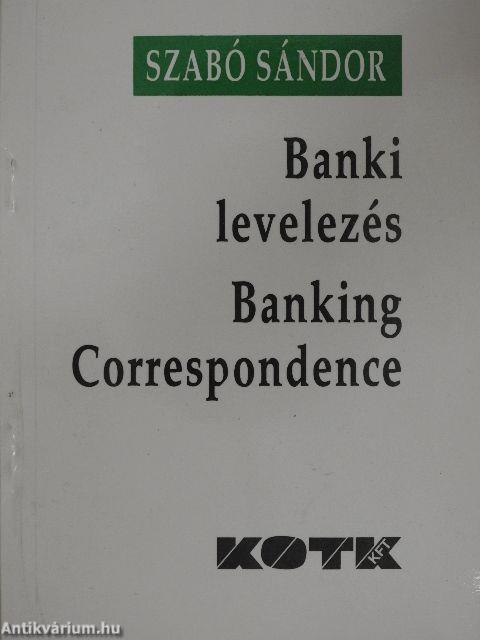 SZABÓ SÁNDOR
Banki
levelezés
Banking
Correspondence
KOTK
KFT
Antikvárium.hu